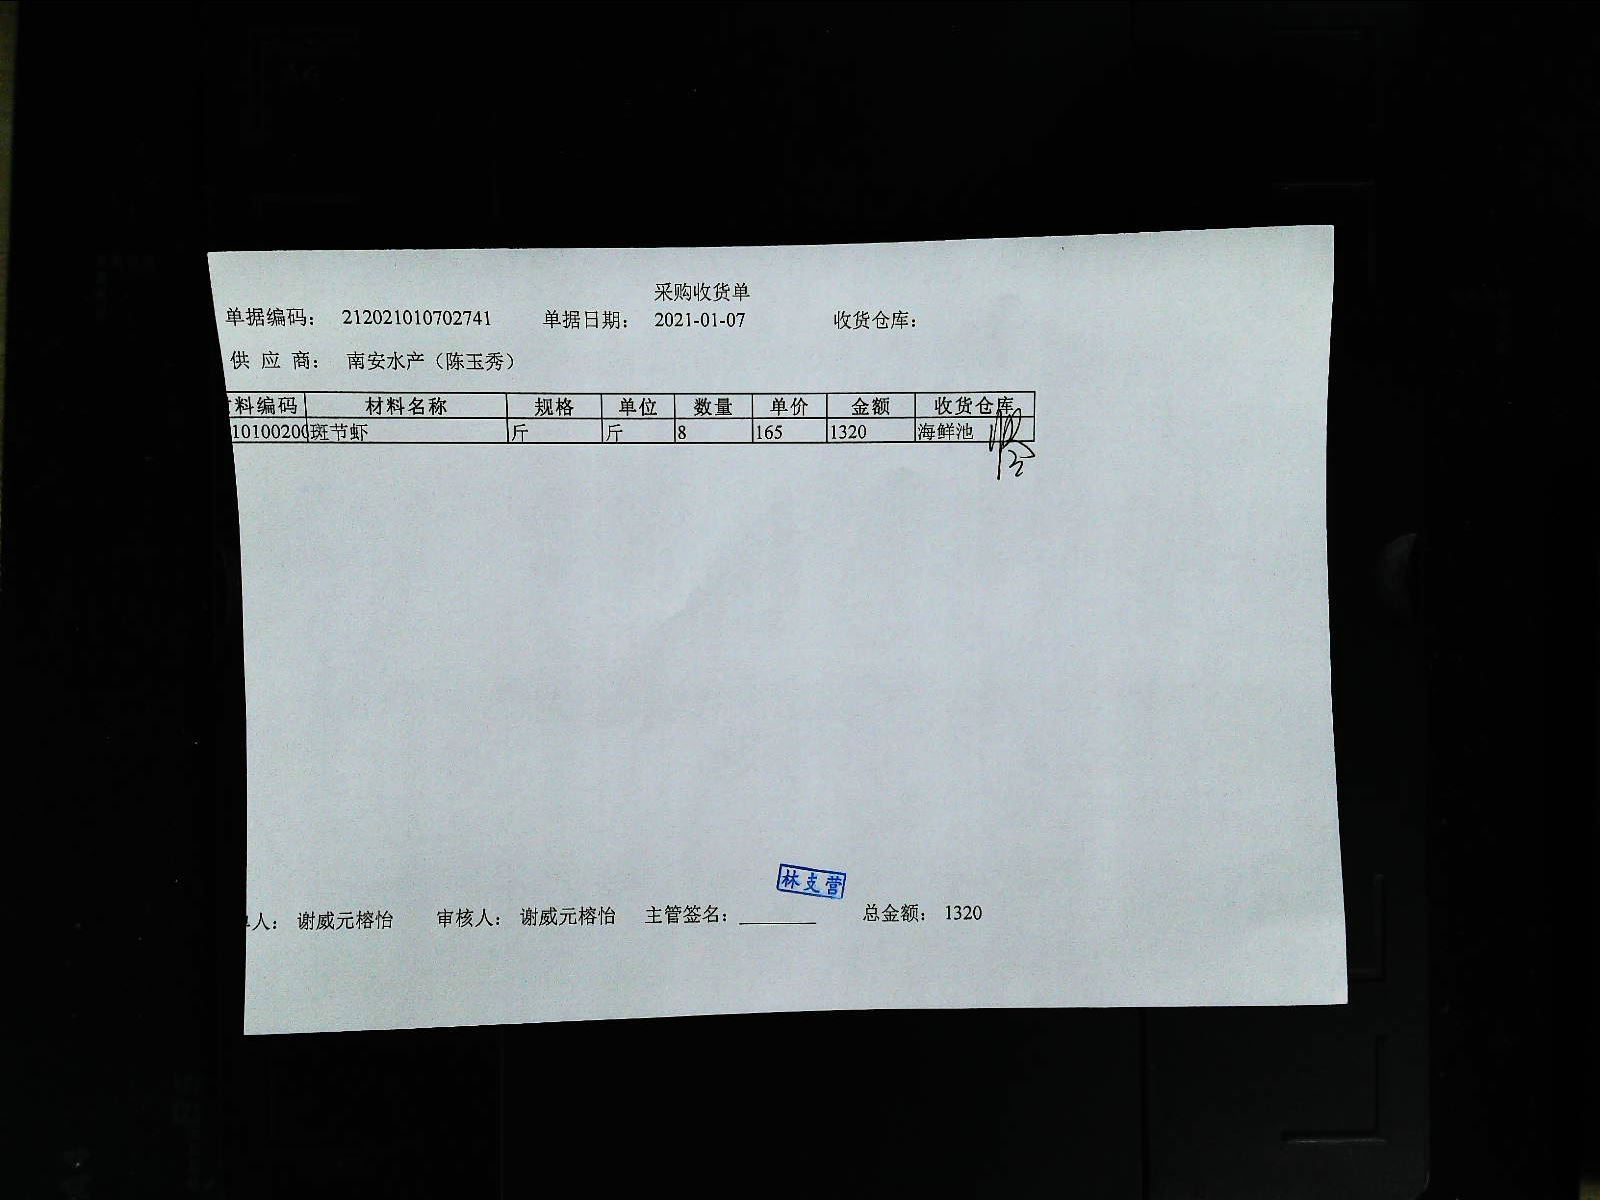 采购收货单
单据编码： 212021010702741 单据日期： 2021-01-07 收货仓库：
供 应 商： 南安水产（陈玉秀）
料编码 材料名称 规格 单位 数量 单价 金额 收货仓库
10100200 斑节虾 斤 斤 8 165 1320 海鲜池
林支营
人： 谢威元榕怡 审核人： 谢威元榕怡 主管签名：________ 总金额： 1320